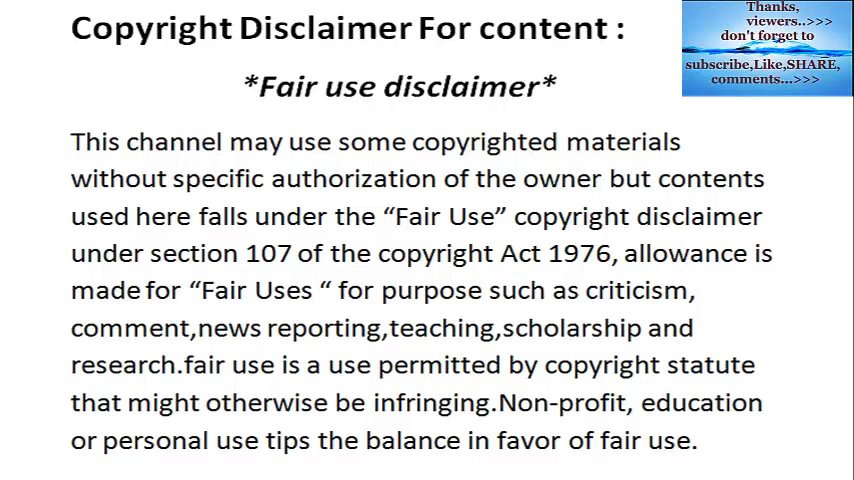 Copyright Disclaimer For content :
Thanks,
viewers..>>>
don't forget to
subscribe,Like,SHARE,
comments...>>>
*Fair use disclaimer*
This channel may use some copyrighted materials
without specific authorization of the owner but contents
used here falls under the “Fair Use” copyright disclaimer
under section 107 of the copyright Act 1976, allowance is
made for “Fair Uses “ for purpose such as criticism,
comment,news reporting,teaching,scholarship and
research.fair use is a use permitted by copyright statute
that might otherwise be infringing.Non-profit, education
or personal use tips the balance in favor of fair use.